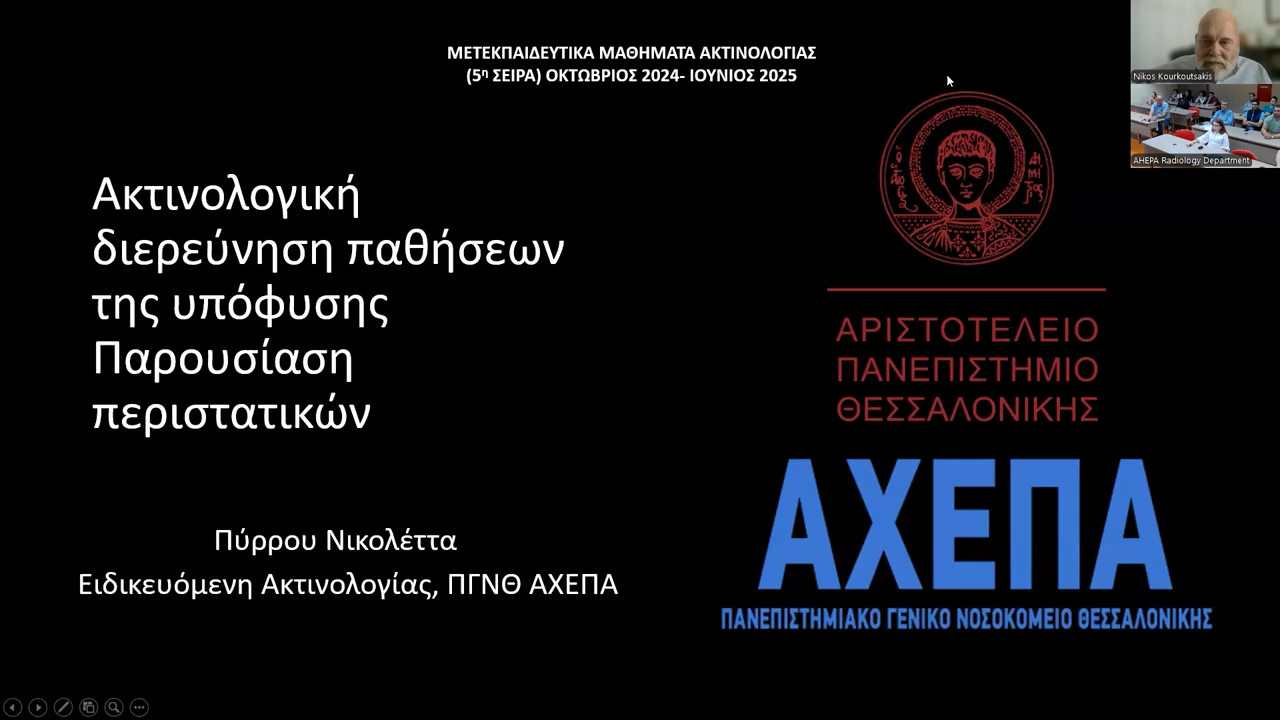 ΜΕΤΕΚΠΑΙΔΕΥΤΙΚΑ ΜΑΘΗΜΑΤΑ ΑΚΤΙΝΟΛΟΓΙΑΣ
(5η ΣΕΙΡΑ) ΟΚΤΩΒΡΙΟΣ 2024- ΙΟΥΝΙΟΣ 2025
Nikos Kourkoutsakis
AHEPA Radiology Department
Ακτινολογική
διερεύνηση παθήσεων
της υπόφυσης
Παρουσίαση
περιστατικών
Πύρρου Νικολέττα
Ειδικευόμενη Ακτινολογίας, ΠΓΝΘ ΑΧΕΠΑ
ΑΡΙΣΤΟΤΕΛΕΙΟ
ΠΑΝΕΠΙΣΤΗΜΙΟ
ΘΕΣΣΑΛΟΝΙΚΗΣ
ΑΧΕΠΑ
ΠΑΝΕΠΙΣΤΗΜΙΑΚΟ ΓΕΝΙΚΟ ΝΟΣΟΚΟΜΕΙΟ ΘΕΣΣΑΛΟΝΙΚΗΣ